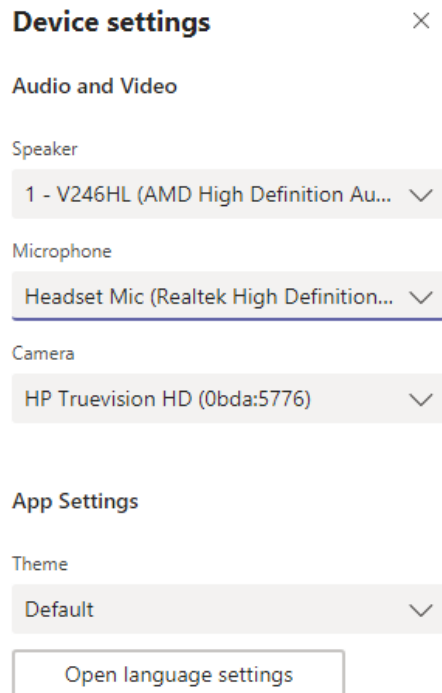 Device settings
Audio and Video
Speaker
1 - V246HL (AMD High Definition Au...
Microphone
Headset Mic (Realtek High Definition...
Camera
HP Truevision HD (0bda:5776)
App Settings
Theme
Default
Open language settings